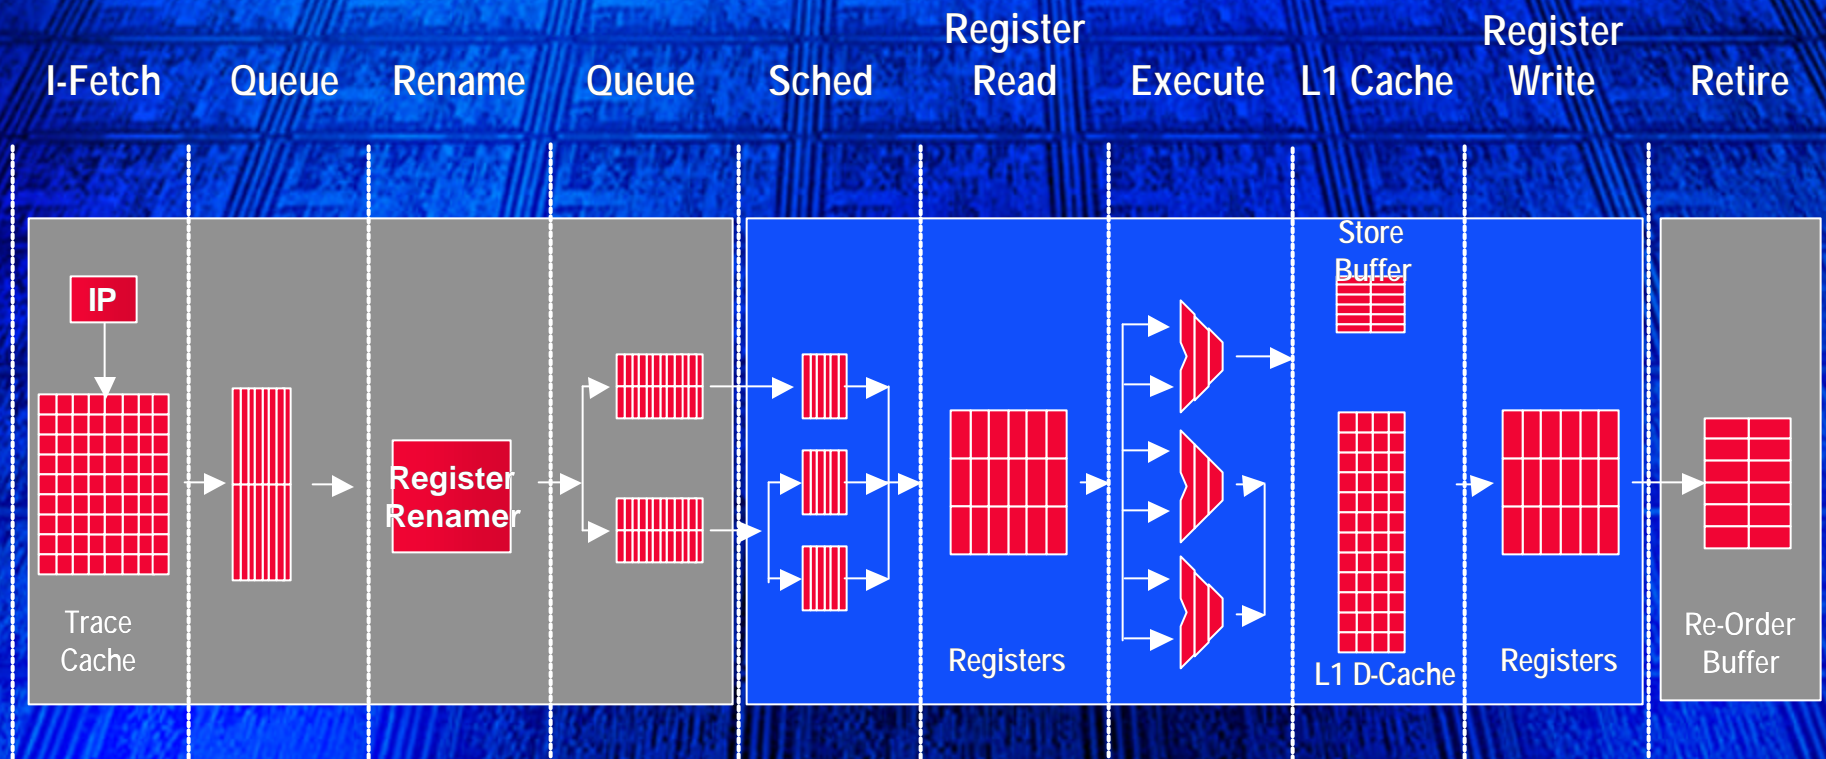 I-Fetch
Queue
Rename
Queue
Sched
Register
Read
Execute
L1 Cache
Register
Write
Retire
IP
Trace
Cache
Register
Renamer
Registers
Store
Buffer
L1 D-Cache
Registers
Re-Order
Buffer